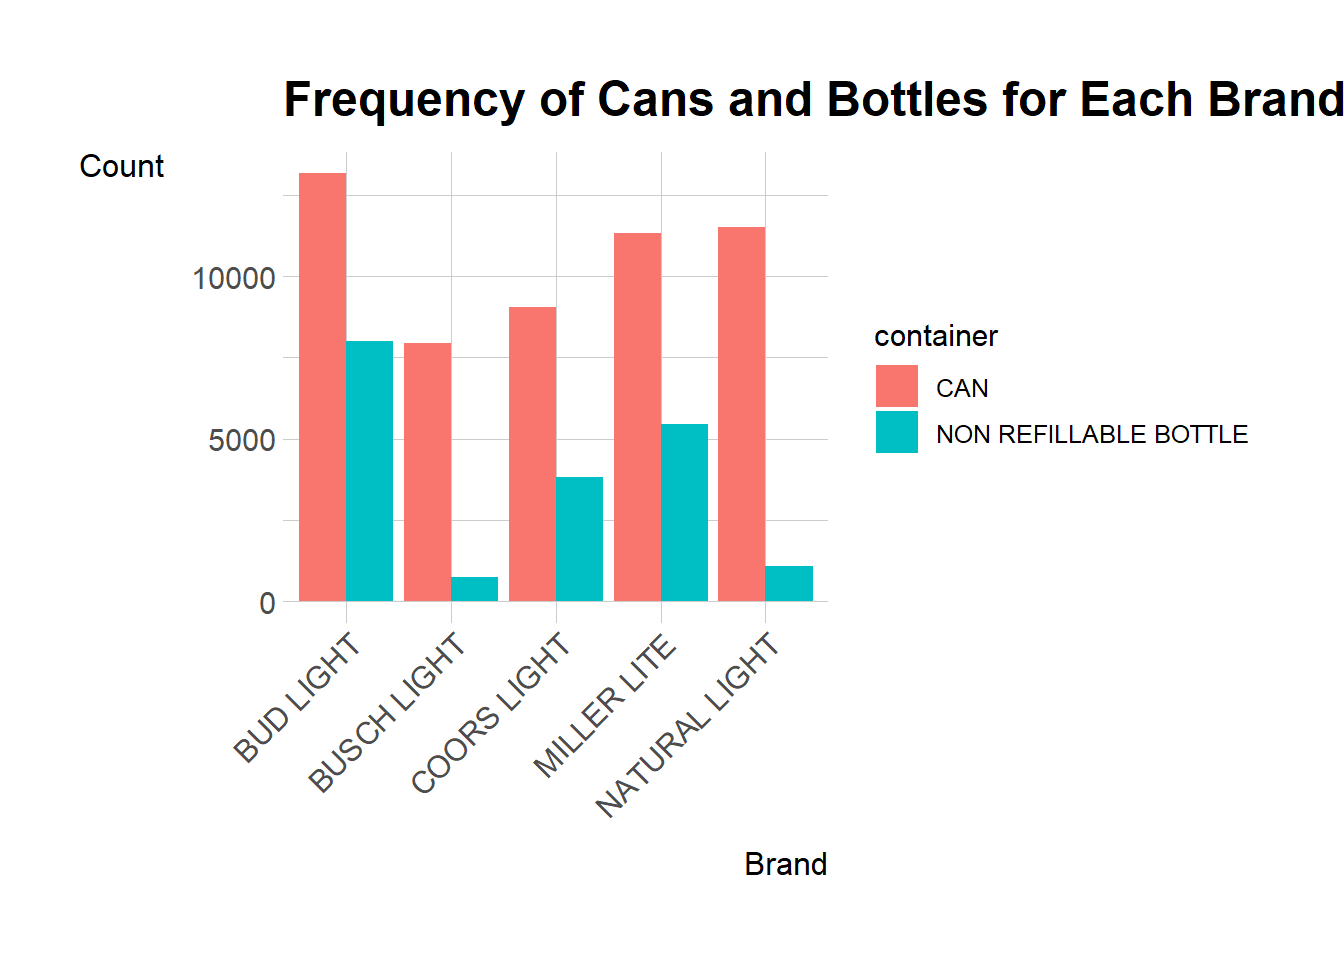 Frequency of Cans and Bottles for Each Brand
Count
10000
5000
0
BUD LIGHT
BUSCH LIGHT
COORS LIGHT
MILLER LITE
NATURAL LIGHT
Brand
container
CAN
NON REFILLABLE BOTTLE